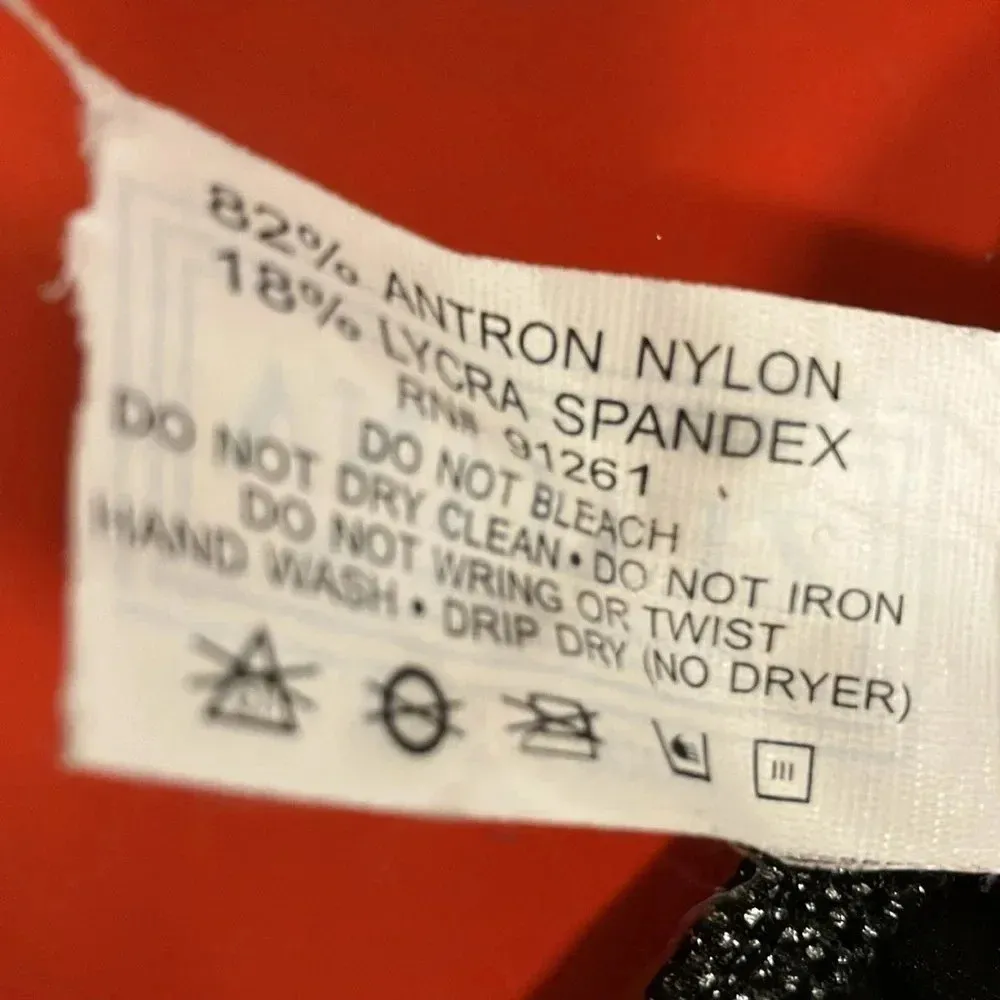 82% ANTRON NYLON
18% LYCRA SPANDEX
RN# 91261
DO NOT BLEACH
DO NOT DRY CLEAN • DO NOT IRON
DO NOT WRING OR TWIST
HAND WASH • DRIP DRY (NO DRYER)